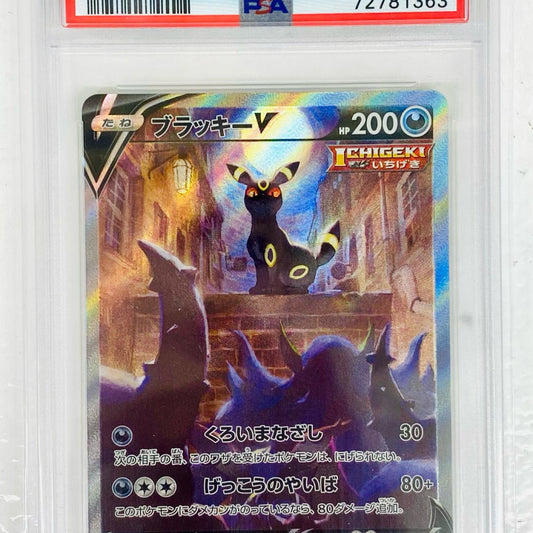 PSA 72781363
たね ブラッキーV HP 200
ICHIGEKI
いちげき
くろいまなざし 30
次の相手の番、このワザを受けたポケモンは、にげられない。
げっこうのやいば 80+
このポケモンにダメカンがのっているなら、80ダメージ追加。